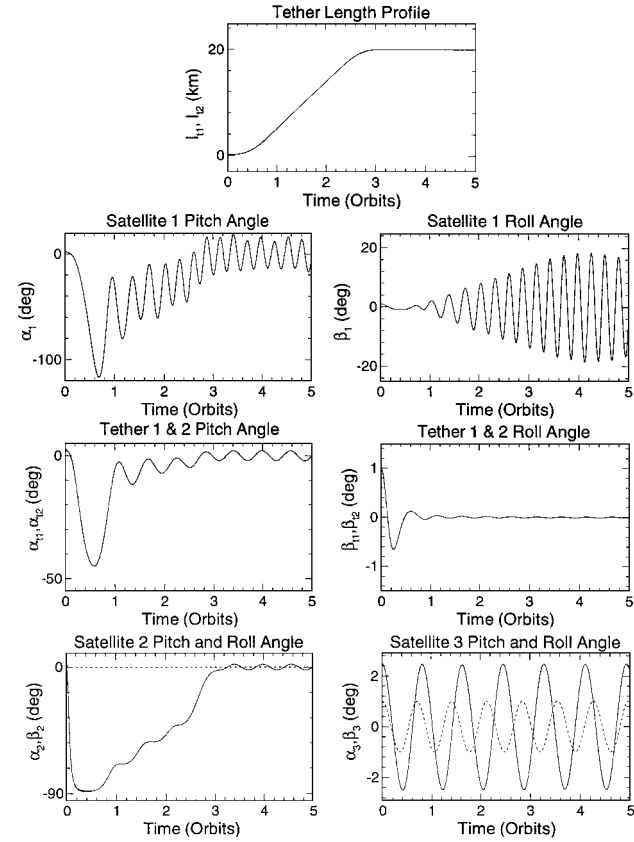 Tether Length Profile
20
0
l_t1, l_t2 (km)
0 1 2 3 4 5
Time (Orbits)
Satellite 1 Pitch Angle
0
-100
α₁ (deg)
0 1 2 3 4 5
Time (Orbits)
Satellite 1 Roll Angle
20
0
-20
β₁ (deg)
0 1 2 3 4 5
Time (Orbits)
Tether 1 & 2 Pitch Angle
0
-50
α_t1,α_t2 (deg)
0 1 2 3 4 5
Time (Orbits)
Tether 1 & 2 Roll Angle
1
0
-1
β_t1,β_t2 (deg)
0 1 2 3 4 5
Time (Orbits)
Satellite 2 Pitch and Roll Angle
0
-90
α₂,β₂ (deg)
0 1 2 3 4 5
Time (Orbits)
Satellite 3 Pitch and Roll Angle
2
0
-2
α₃,β₃ (deg)
0 1 2 3 4 5
Time (Orbits)